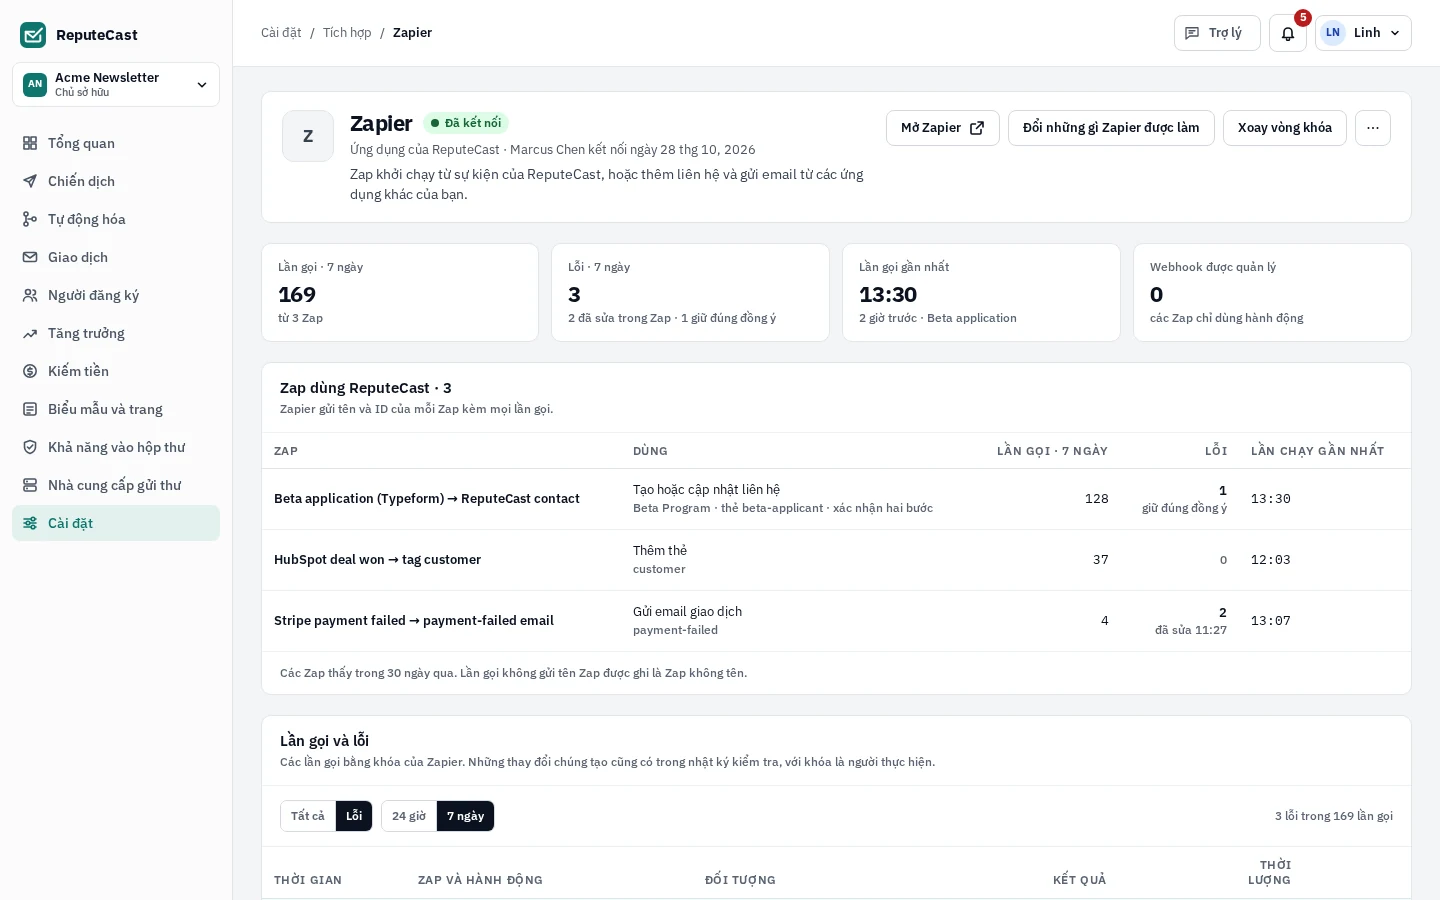 ReputeCast
AN
Acme Newsletter
Chủ sở hữu
Tổng quan
Chiến dịch
Tự động hóa
Giao dịch
Người đăng ký
Tăng trưởng
Kiếm tiền
Biểu mẫu và trang
Khả năng vào hộp thư
Nhà cung cấp gửi thư
Cài đặt
Cài đặt / Tích hợp / Zapier
Trợ lý
5
LN
Linh
Z
Zapier
Đã kết nối
Ứng dụng của ReputeCast · Marcus Chen kết nối ngày 28 thg 10, 2026
Zap khởi chạy từ sự kiện của ReputeCast, hoặc thêm liên hệ và gửi email từ các ứng
dụng khác của bạn.
Mở Zapier
Đổi những gì Zapier được làm
Xoay vòng khóa
Lần gọi · 7 ngày
169
từ 3 Zap
Lỗi · 7 ngày
3
2 đã sửa trong Zap · 1 giữ đúng đồng ý
Lần gọi gần nhất
13:30
2 giờ trước · Beta application
Webhook được quản lý
0
các Zap chỉ dùng hành động
Zap dùng ReputeCast · 3
Zapier gửi tên và ID của mỗi Zap kèm mọi lần gọi.
ZAP DÙNG LẦN GỌI · 7 NGÀY LỖI LẦN CHẠY GẦN NHẤT
Beta application (Typeform) → ReputeCast contact
Tạo hoặc cập nhật liên hệ
Beta Program · thẻ beta-applicant · xác nhận hai bước
128
1
giữ đúng đồng ý
13:30
HubSpot deal won → tag customer
Thêm thẻ
customer
37
0
12:03
Stripe payment failed → payment-failed email
Gửi email giao dịch
payment-failed
4
2
đã sửa 11:27
13:07
Các Zap thấy trong 30 ngày qua. Lần gọi không gửi tên Zap được ghi là Zap không tên.
Lần gọi và lỗi
Các lần gọi bằng khóa của Zapier. Những thay đổi chúng tạo cũng có trong nhật ký kiểm tra, với khóa là người thực hiện.
Tất cả
Lỗi
24 giờ
7 ngày
3 lỗi trong 169 lần gọi
THỜI GIAN ZAP VÀ HÀNH ĐỘNG ĐỐI TƯỢNG KẾT QUẢ THỜI
LƯỢNG